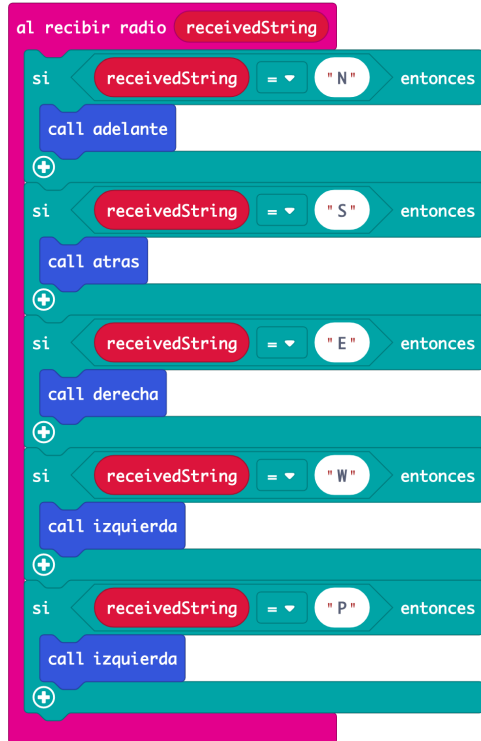 al recibir radio receivedString
si receivedString = "N" entonces
call adelante
si receivedString = "S" entonces
call atras
si receivedString = "E" entonces
call derecha
si receivedString = "W" entonces
call izquierda
si receivedString = "P" entonces
call izquierda